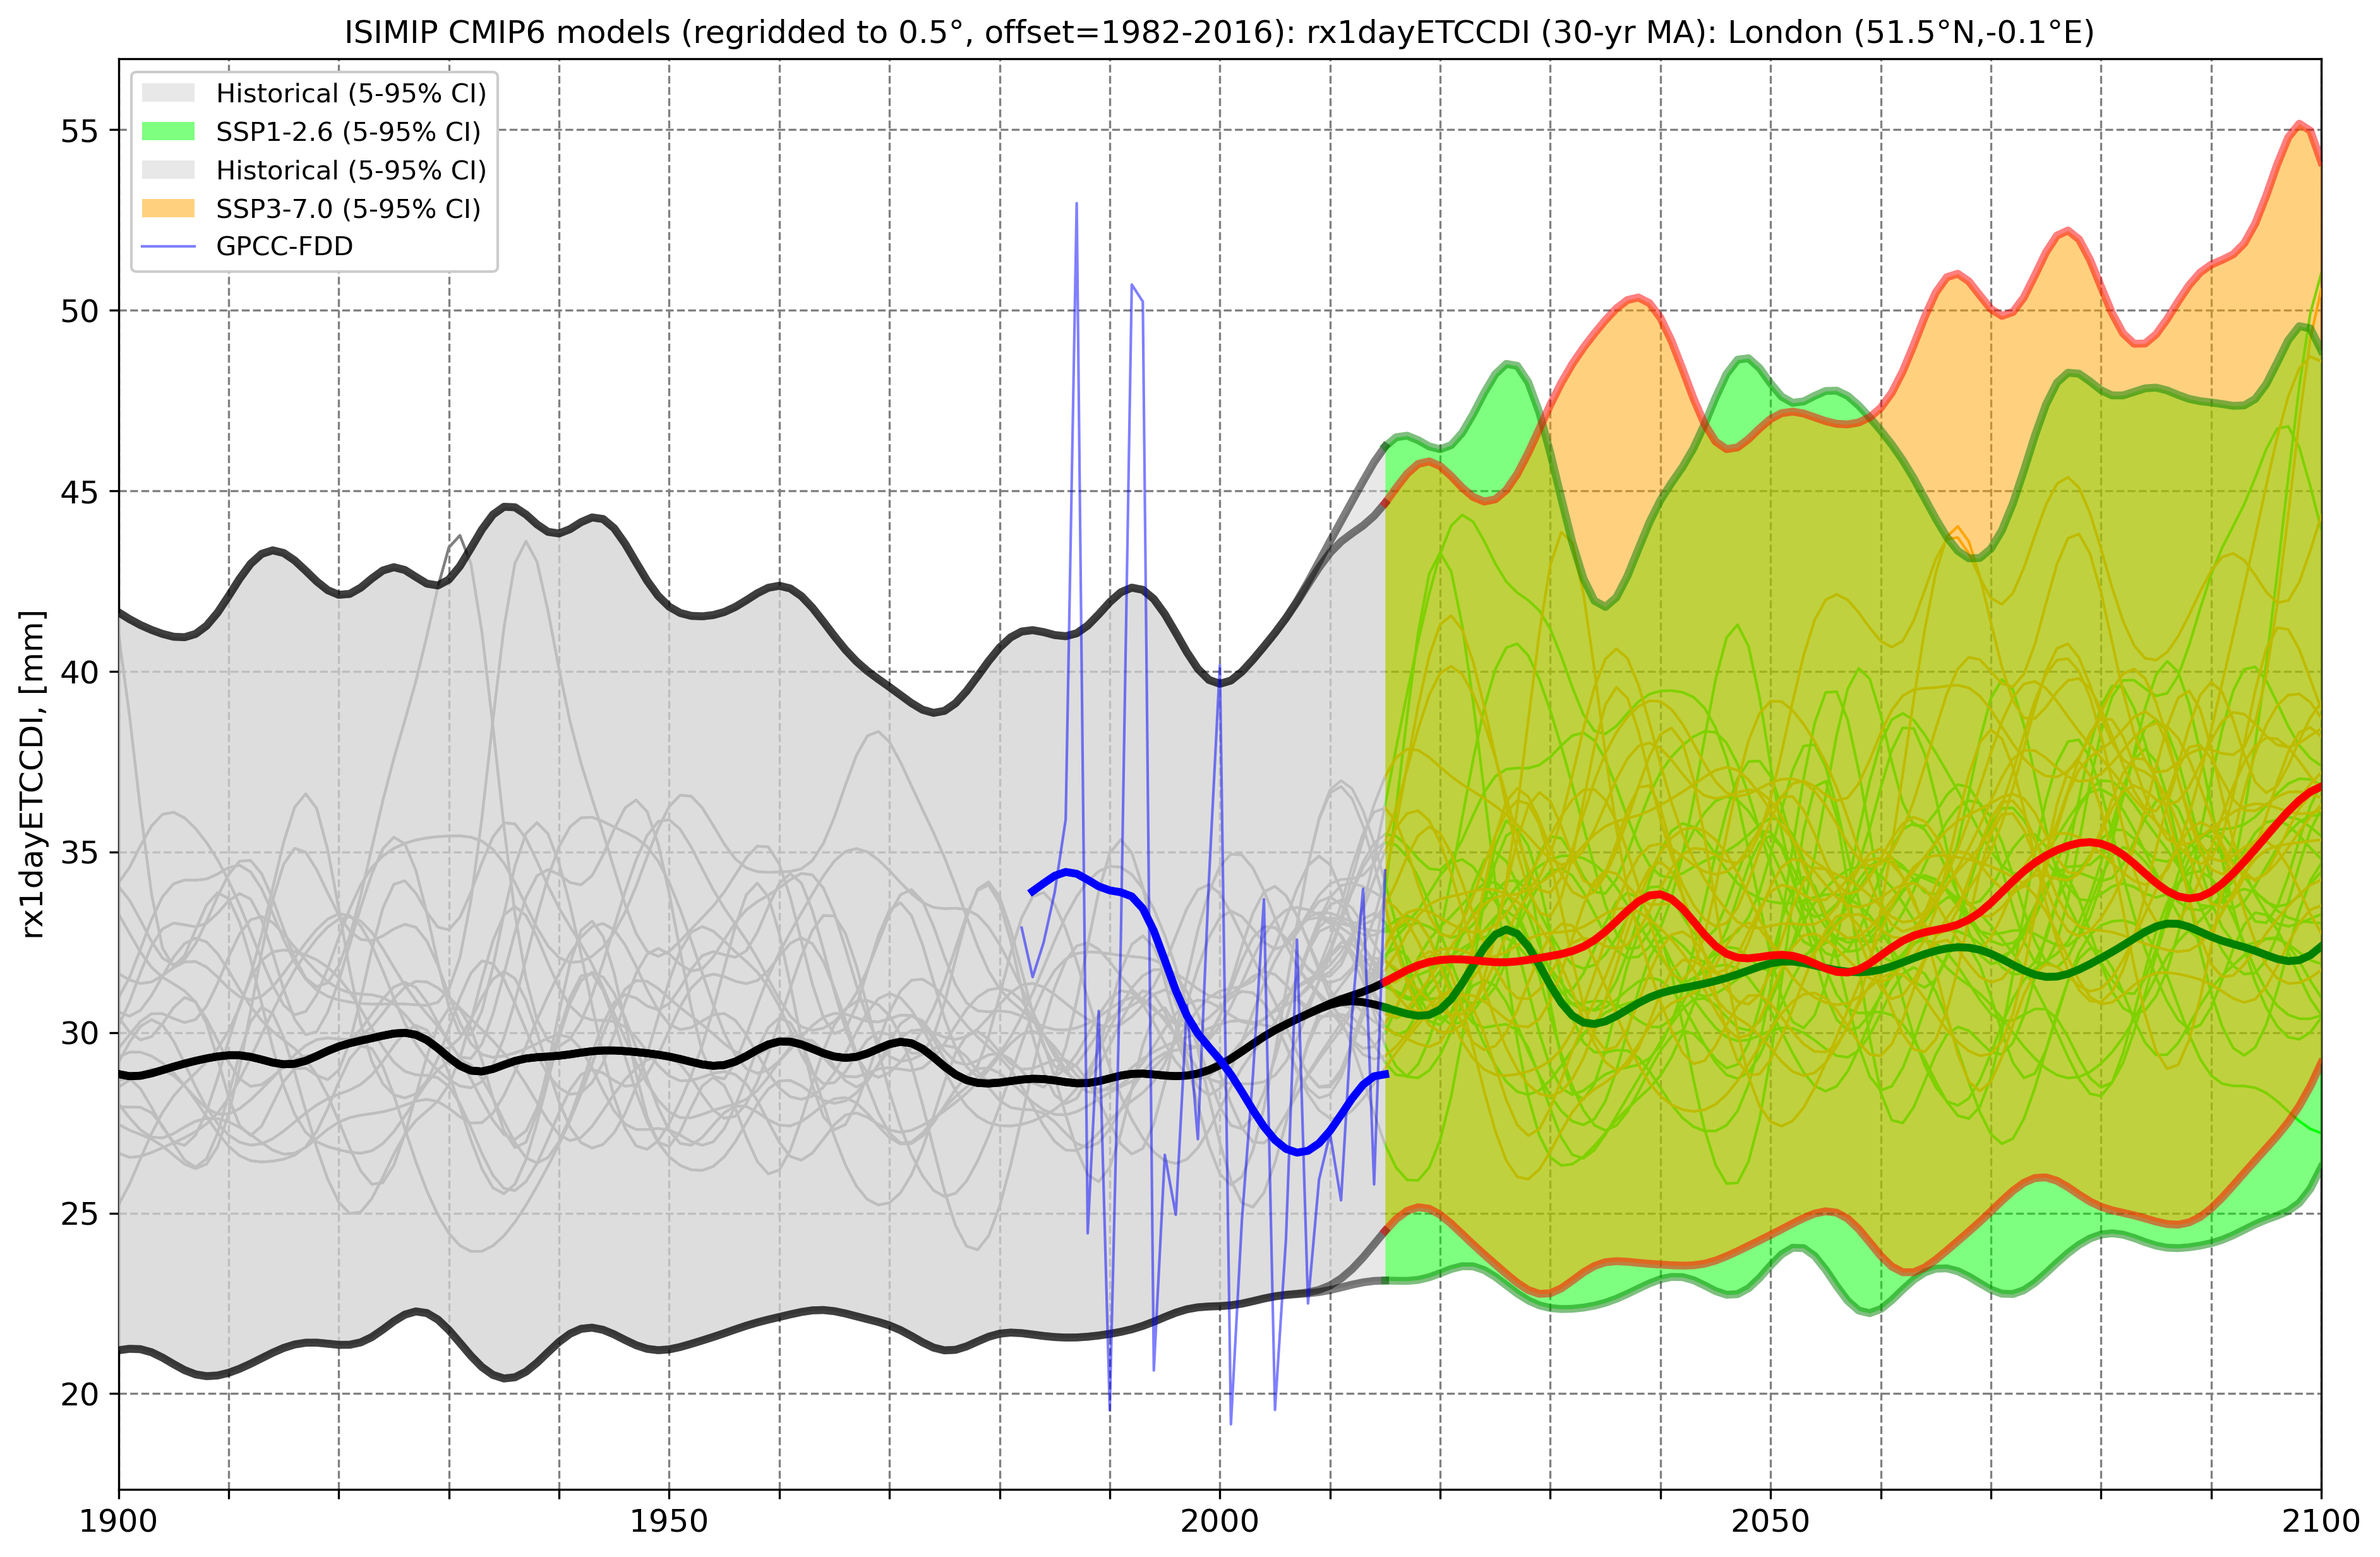 ISIMIP CMIP6 models (regridded to 0.5°, offset=1982-2016): rx1dayETCCDI (30-yr MA): London (51.5°N,-0.1°E)
Historical (5-95% CI)
SSP1-2.6 (5-95% CI)
Historical (5-95% CI)
SSP3-7.0 (5-95% CI)
GPCC-FDD
rx1dayETCCDI, [mm]
55
50
45
40
35
30
25
20
1900
1950
2000
2050
2100